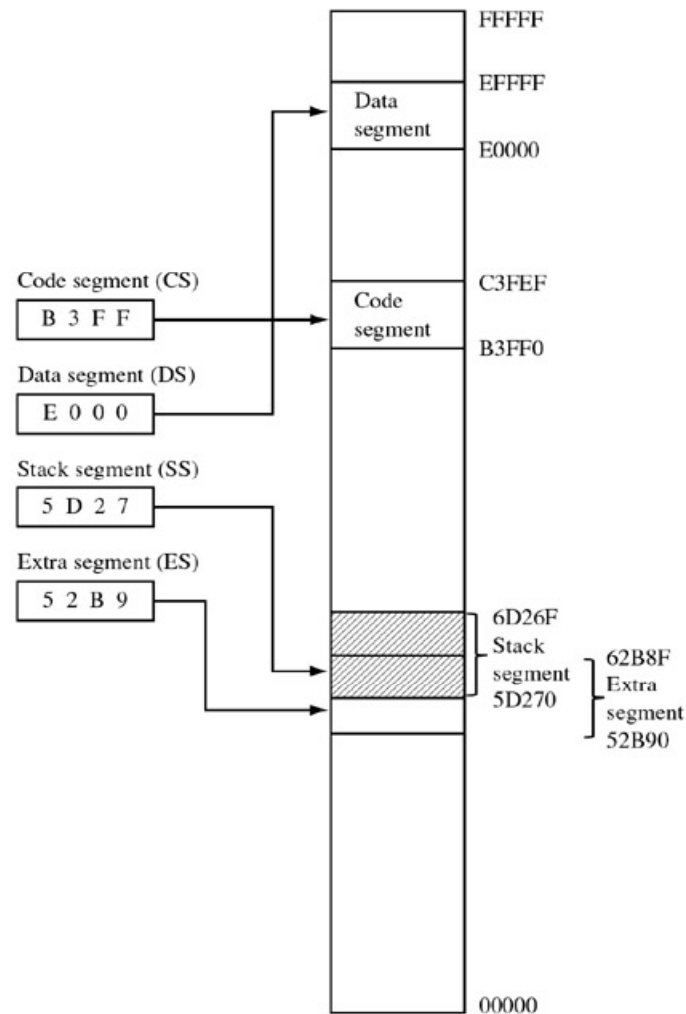 FFFFF
EFFFF
Data
segment
E0000
Code segment (CS)
B 3 F F
C3FEF
Code
segment
B3FF0
Data segment (DS)
E 0 0 0
Stack segment (SS)
5 D 2 7
Extra segment (ES)
5 2 B 9
6D26F
Stack
segment
5D270
62B8F
Extra
segment
52B90
00000